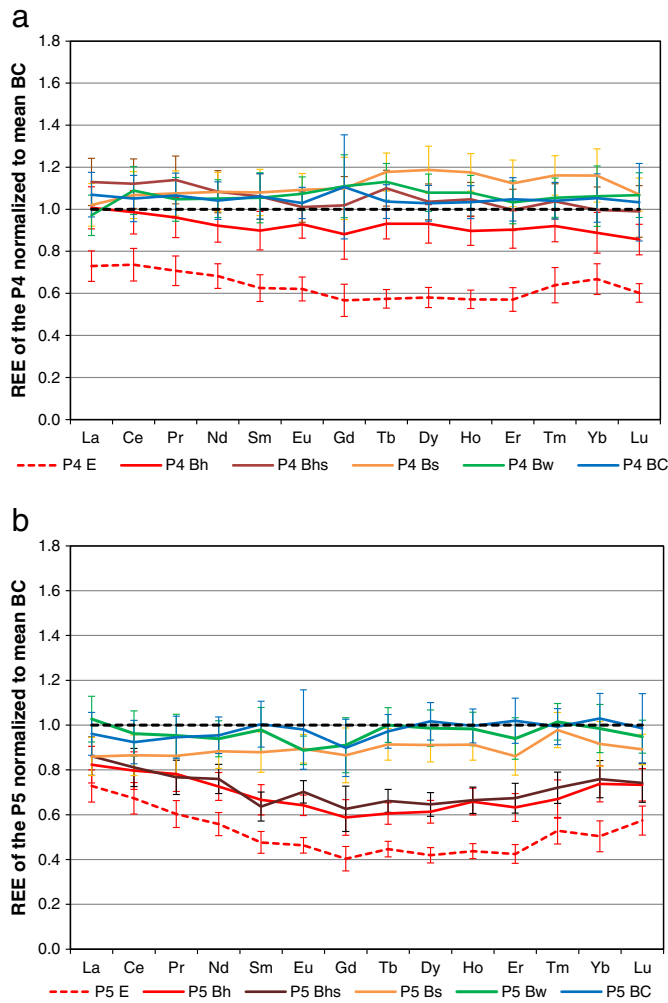 a
REE of the P4 normalized to mean BC
1.8
1.6
1.4
1.2
1.0
0.8
0.6
0.4
0.2
0.0
La Ce Pr Nd Sm Eu Gd Tb Dy Ho Er Tm Yb Lu
P4 E P4 Bh P4 Bhs P4 Bs P4 Bw P4 BC
b
REE of the P5 normalized to mean BC
1.8
1.6
1.4
1.2
1.0
0.8
0.6
0.4
0.2
0.0
La Ce Pr Nd Sm Eu Gd Tb Dy Ho Er Tm Yb Lu
P5 E P5 Bh P5 Bhs P5 Bs P5 Bw P5 BC